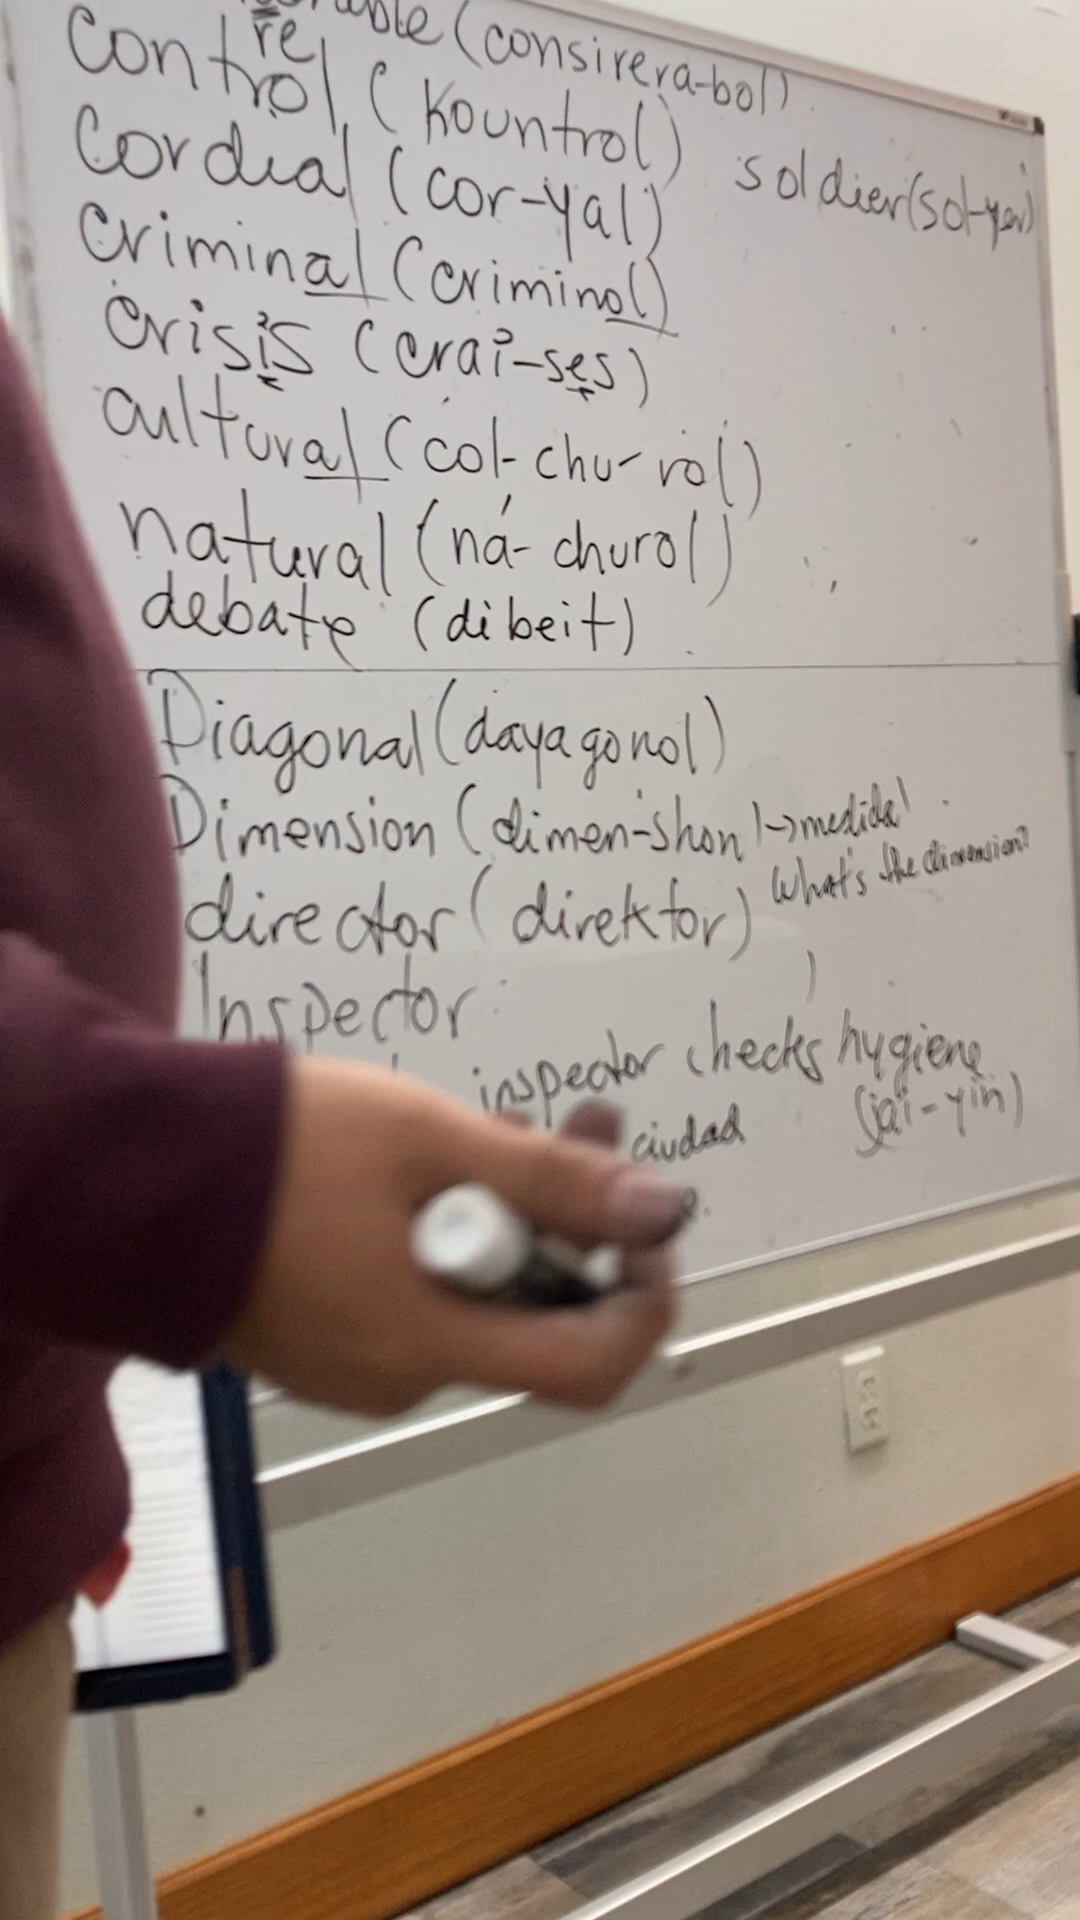 (consirera-bol)
re
control (kountrol)
cordial (cor-yal) soldier (sol-yer)
criminal (criminol)
crisis (crai-ses)
cultural (col-chu-rol)
natural (ná-churol)
debate (dibeit)
Diagonal (dayagonol)
Dimension (dimen-shon) → medida
What's the dimension?
director (direktor)
Inspector:
inspector checks hygiene
ciudad (jai-yin)